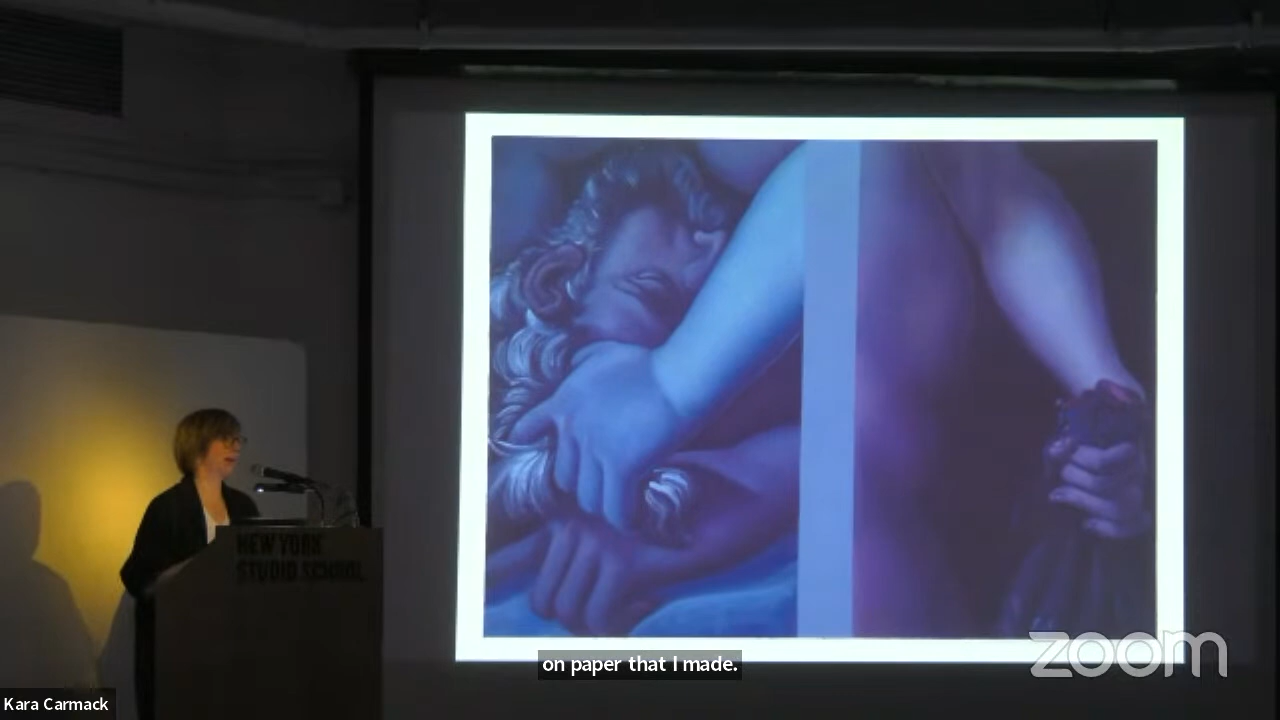 NEW YORK
STUDIO SCHOOL
on paper that I made.
zoom
Kara Carmack